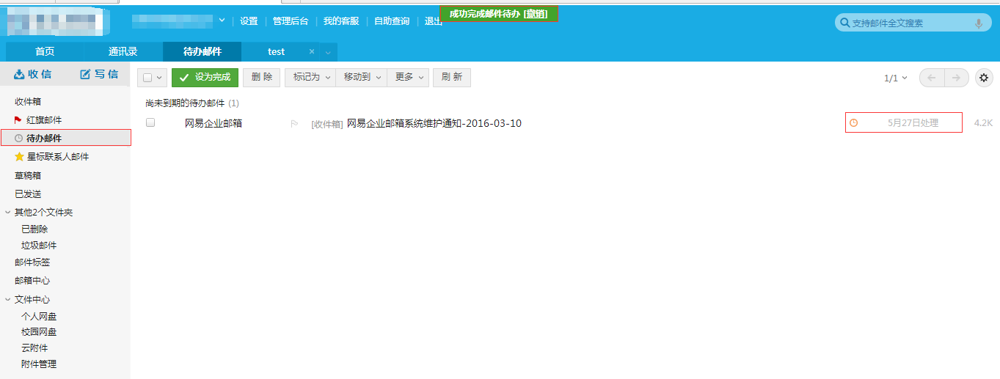 成功完成邮件待办 [撤销]
设置 | 管理后台 | 我的客服 | 自助查询 | 退出
支持邮件全文搜索
首页 通讯录 待办邮件 test ×
收信 写信
设为完成 删除 标记为 移动到 更多 刷新 1/1
收件箱
红旗邮件
待办邮件
星标联系人邮件
草稿箱
已发送
其他2个文件夹
已删除
垃圾邮件
邮件标签
邮箱中心
文件中心
个人网盘
校园网盘
云附件
附件管理
尚未到期的待办邮件 (1)
网易企业邮箱 [收件箱] 网易企业邮箱系统维护通知-2016-03-10 5月27日处理 4.2K